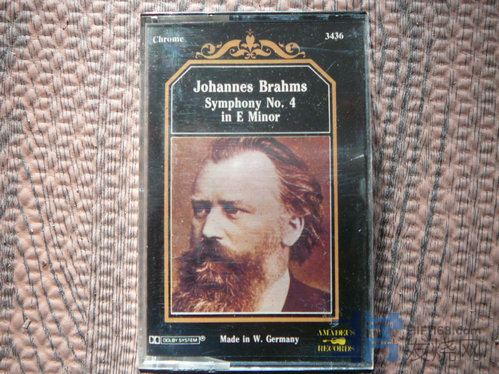 Chrome
3436
Johannes Brahms
Symphony No. 4
in E Minor
DOLBY SYSTEM®
Made in W. Germany
AMADEUS
RECORDS